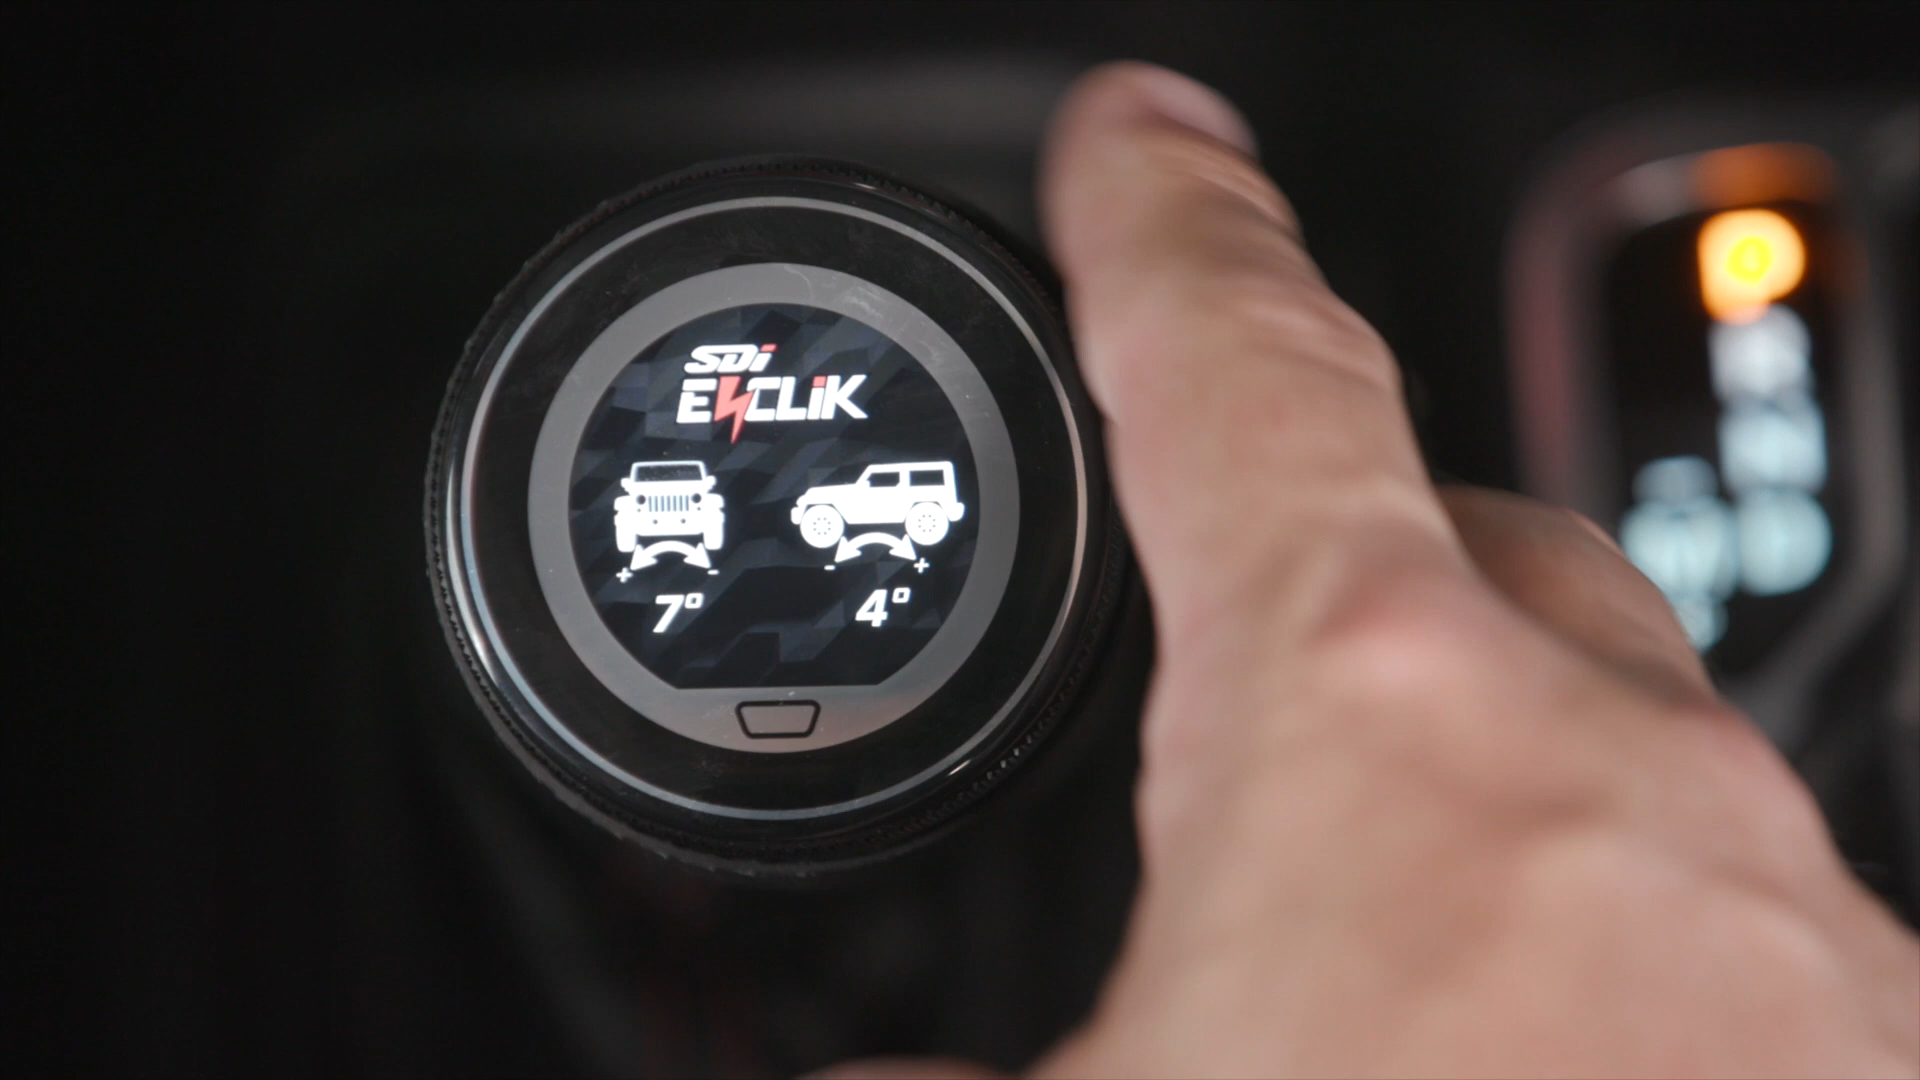 SDi
E CLiK
+ -
- +
7°
4°